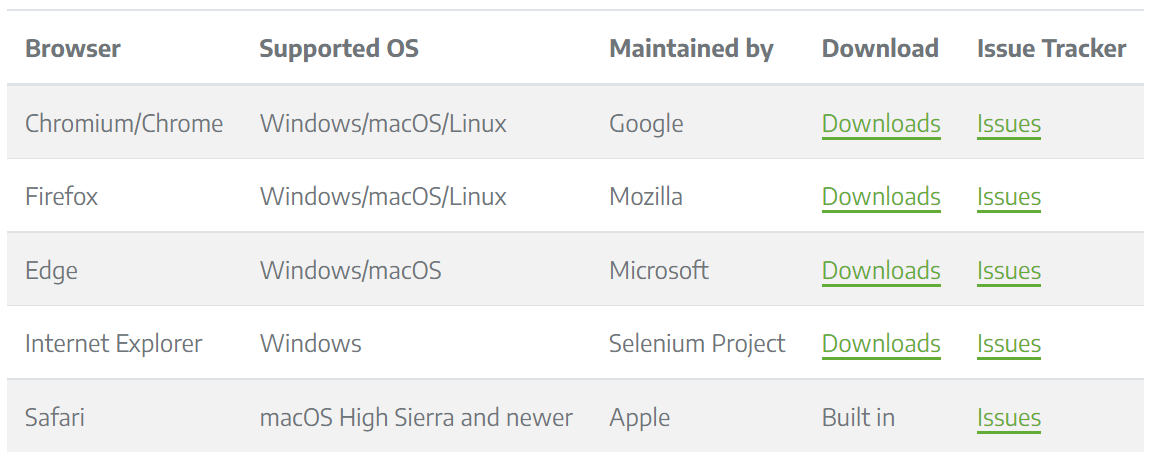 Browser Supported OS Maintained by Download Issue Tracker
Chromium/Chrome Windows/macOS/Linux Google Downloads Issues
Firefox Windows/macOS/Linux Mozilla Downloads Issues
Edge Windows/macOS Microsoft Downloads Issues
Internet Explorer Windows Selenium Project Downloads Issues
Safari macOS High Sierra and newer Apple Built in Issues